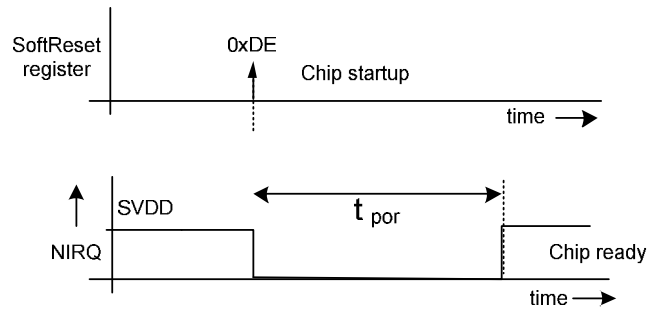 SoftReset
register
0xDE
Chip startup
time
SVDD
t por
NIRQ
Chip ready
time